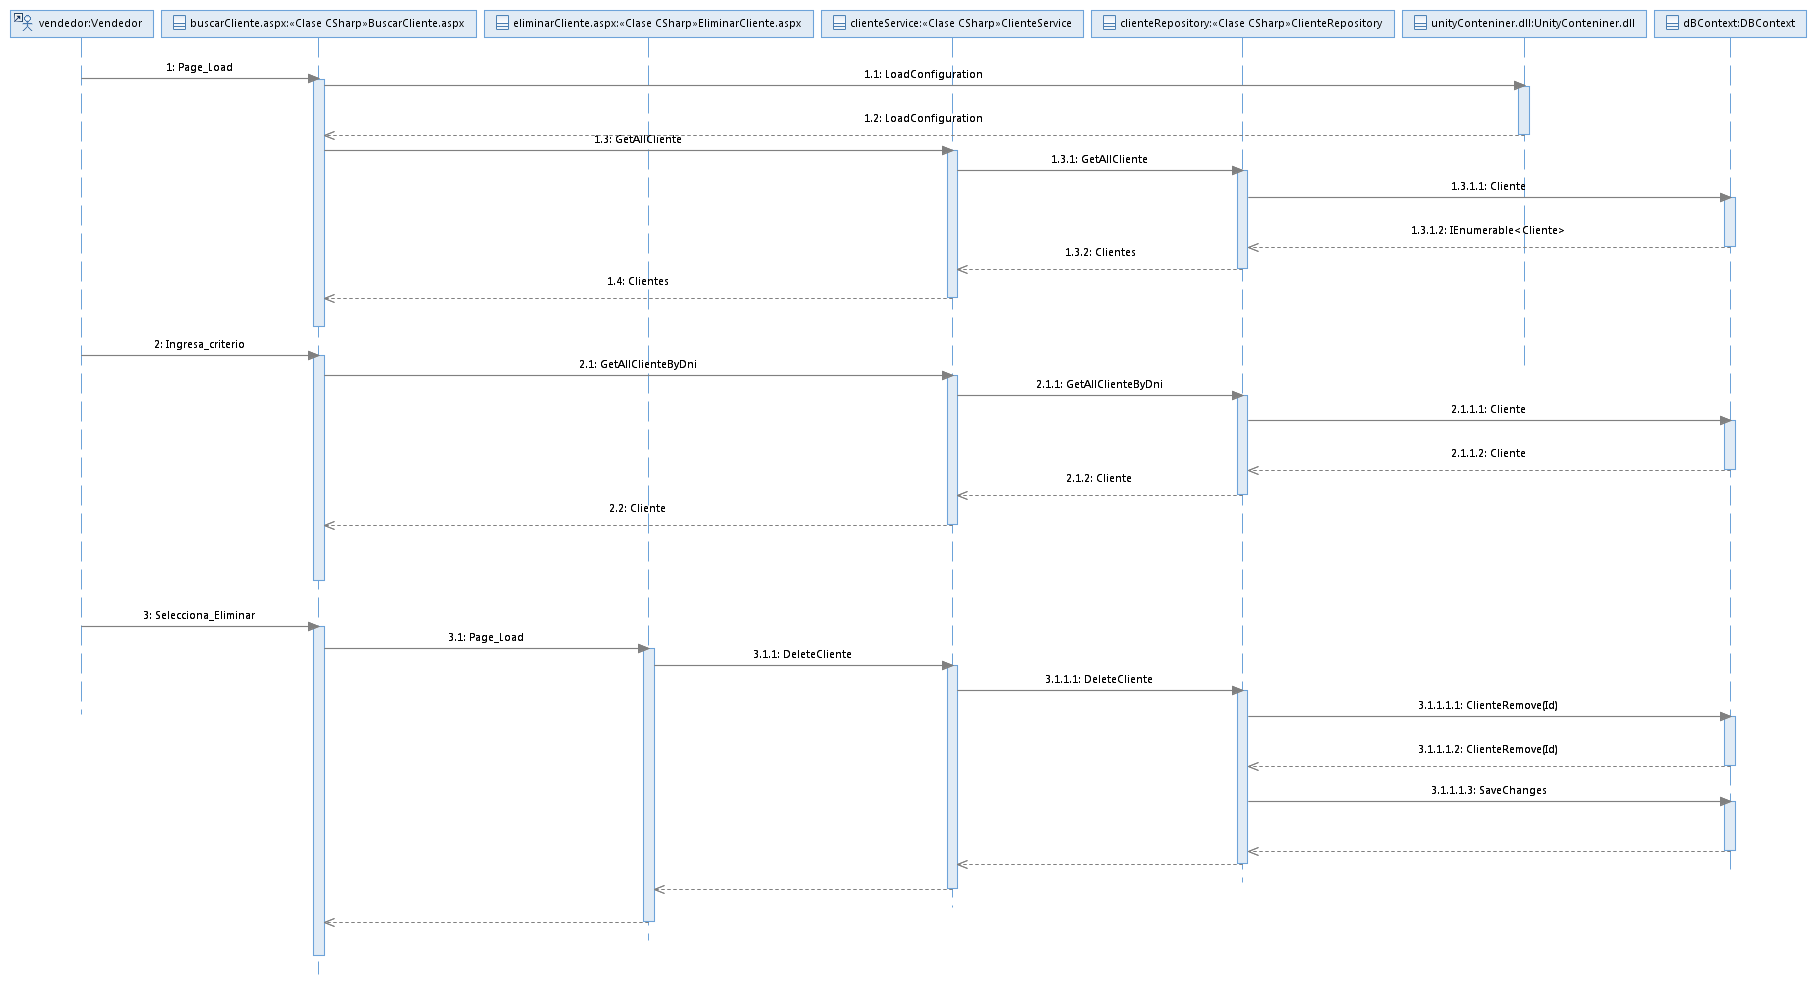 vendedor:Vendedor
buscarCliente.aspx:«Clase CSharp»BuscarCliente.aspx
eliminarCliente.aspx:«Clase CSharp»EliminarCliente.aspx
clienteService:«Clase CSharp»ClienteService
clienteRepository:«Clase CSharp»ClienteRepository
unityConteniner.dll:UnityConteniner.dll
dBContext:DBContext
1: Page_Load
1.1: LoadConfiguration
1.2: LoadConfiguration
1.3: GetAllCliente
1.3.1: GetAllCliente
1.3.1.1: Cliente
1.3.1.2: IEnumerable<Cliente>
1.3.2: Clientes
1.4: Clientes
2: Ingresa_criterio
2.1: GetAllClienteByDni
2.1.1: GetAllClienteByDni
2.1.1.1: Cliente
2.1.1.2: Cliente
2.1.2: Cliente
2.2: Cliente
3: Selecciona_Eliminar
3.1: Page_Load
3.1.1: DeleteCliente
3.1.1.1: DeleteCliente
3.1.1.1.1: ClienteRemove(Id)
3.1.1.1.2: ClienteRemove(Id)
3.1.1.1.3: SaveChanges